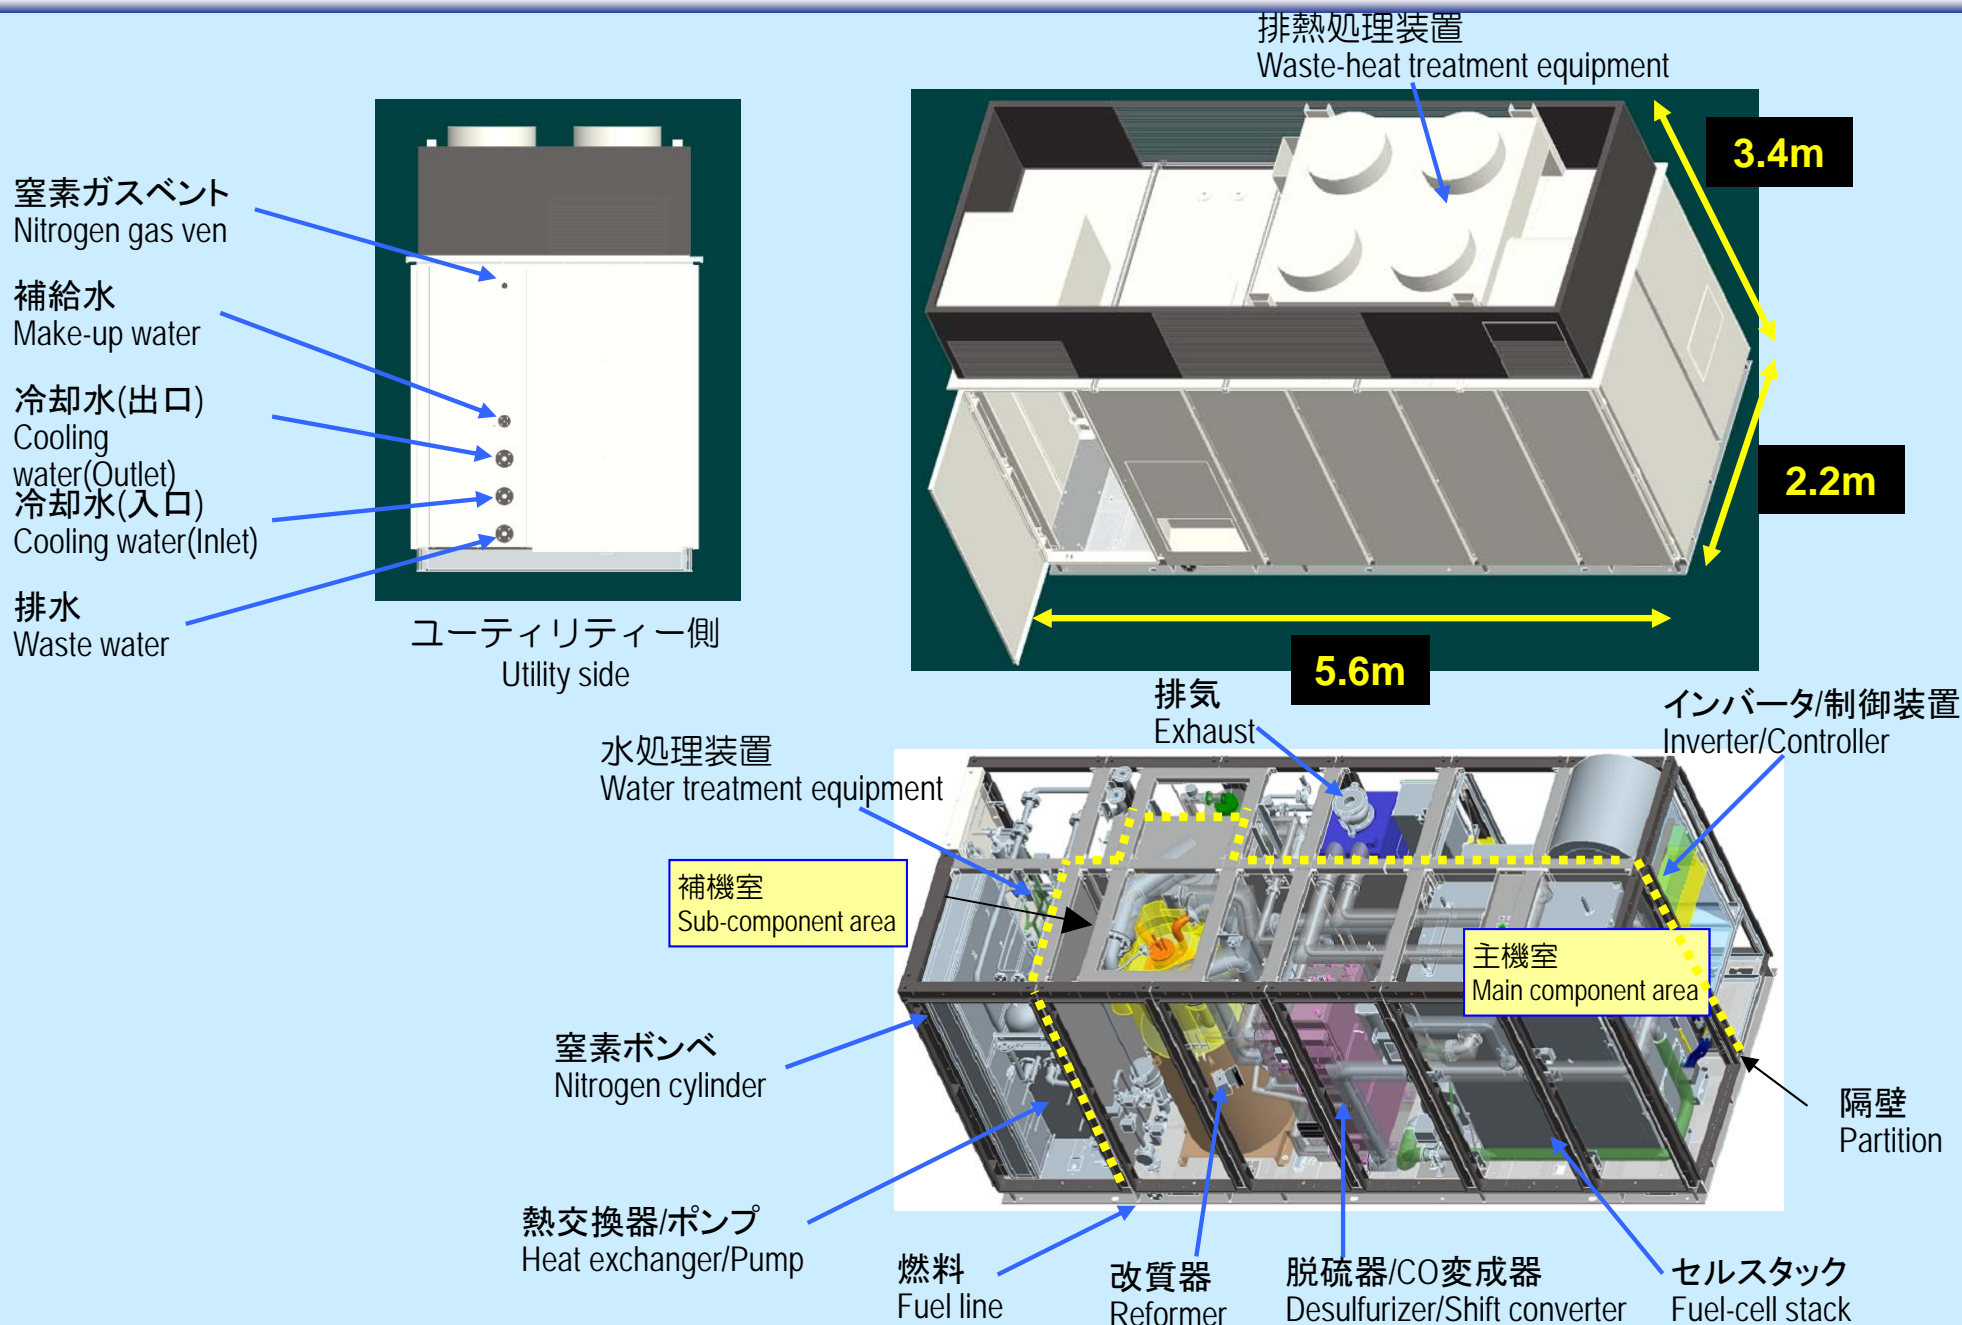 排熱処理装置
Waste-heat treatment equipment
3.4m
2.2m
5.6m
窒素ガスベント
Nitrogen gas ven
補給水
Make-up water
冷却水(出口)
Cooling
water(Outlet)
冷却水(入口)
Cooling water(Inlet)
排水
Waste water
ユーティリティー側
Utility side
排気
Exhaust
インバータ/制御装置
Inverter/Controller
水処理装置
Water treatment equipment
補機室
Sub-component area
主機室
Main component area
窒素ボンベ
Nitrogen cylinder
隔壁
Partition
熱交換器/ポンプ
Heat exchanger/Pump
燃料
Fuel line
改質器
Reformer
脱硫器/CO変成器
Desulfurizer/Shift converter
セルスタック
Fuel-cell stack